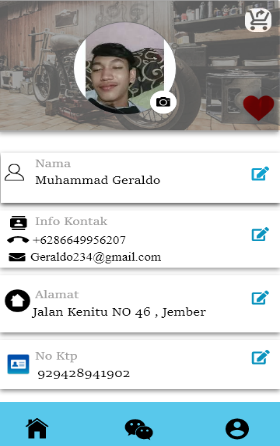 Nama
Muhammad Geraldo
Info Kontak
+6286649956207
Geraldo234@gmail.com
Alamat
Jalan Kenitu NO 46 , Jember
No Ktp
929428941902